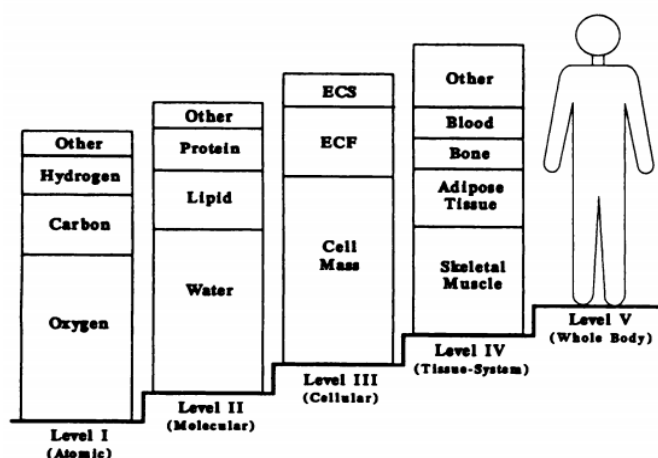 Other
Hydrogen
Carbon
Oxygen
Level I
(Atomic)
Other
Protein
Lipid
Water
Level II
(Molecular)
ECS
ECF
Cell
Mass
Level III
(Cellular)
Other
Blood
Bone
Adipose
Tissue
Skeletal
Muscle
Level IV
(Tissue-System)
Level V
(Whole Body)